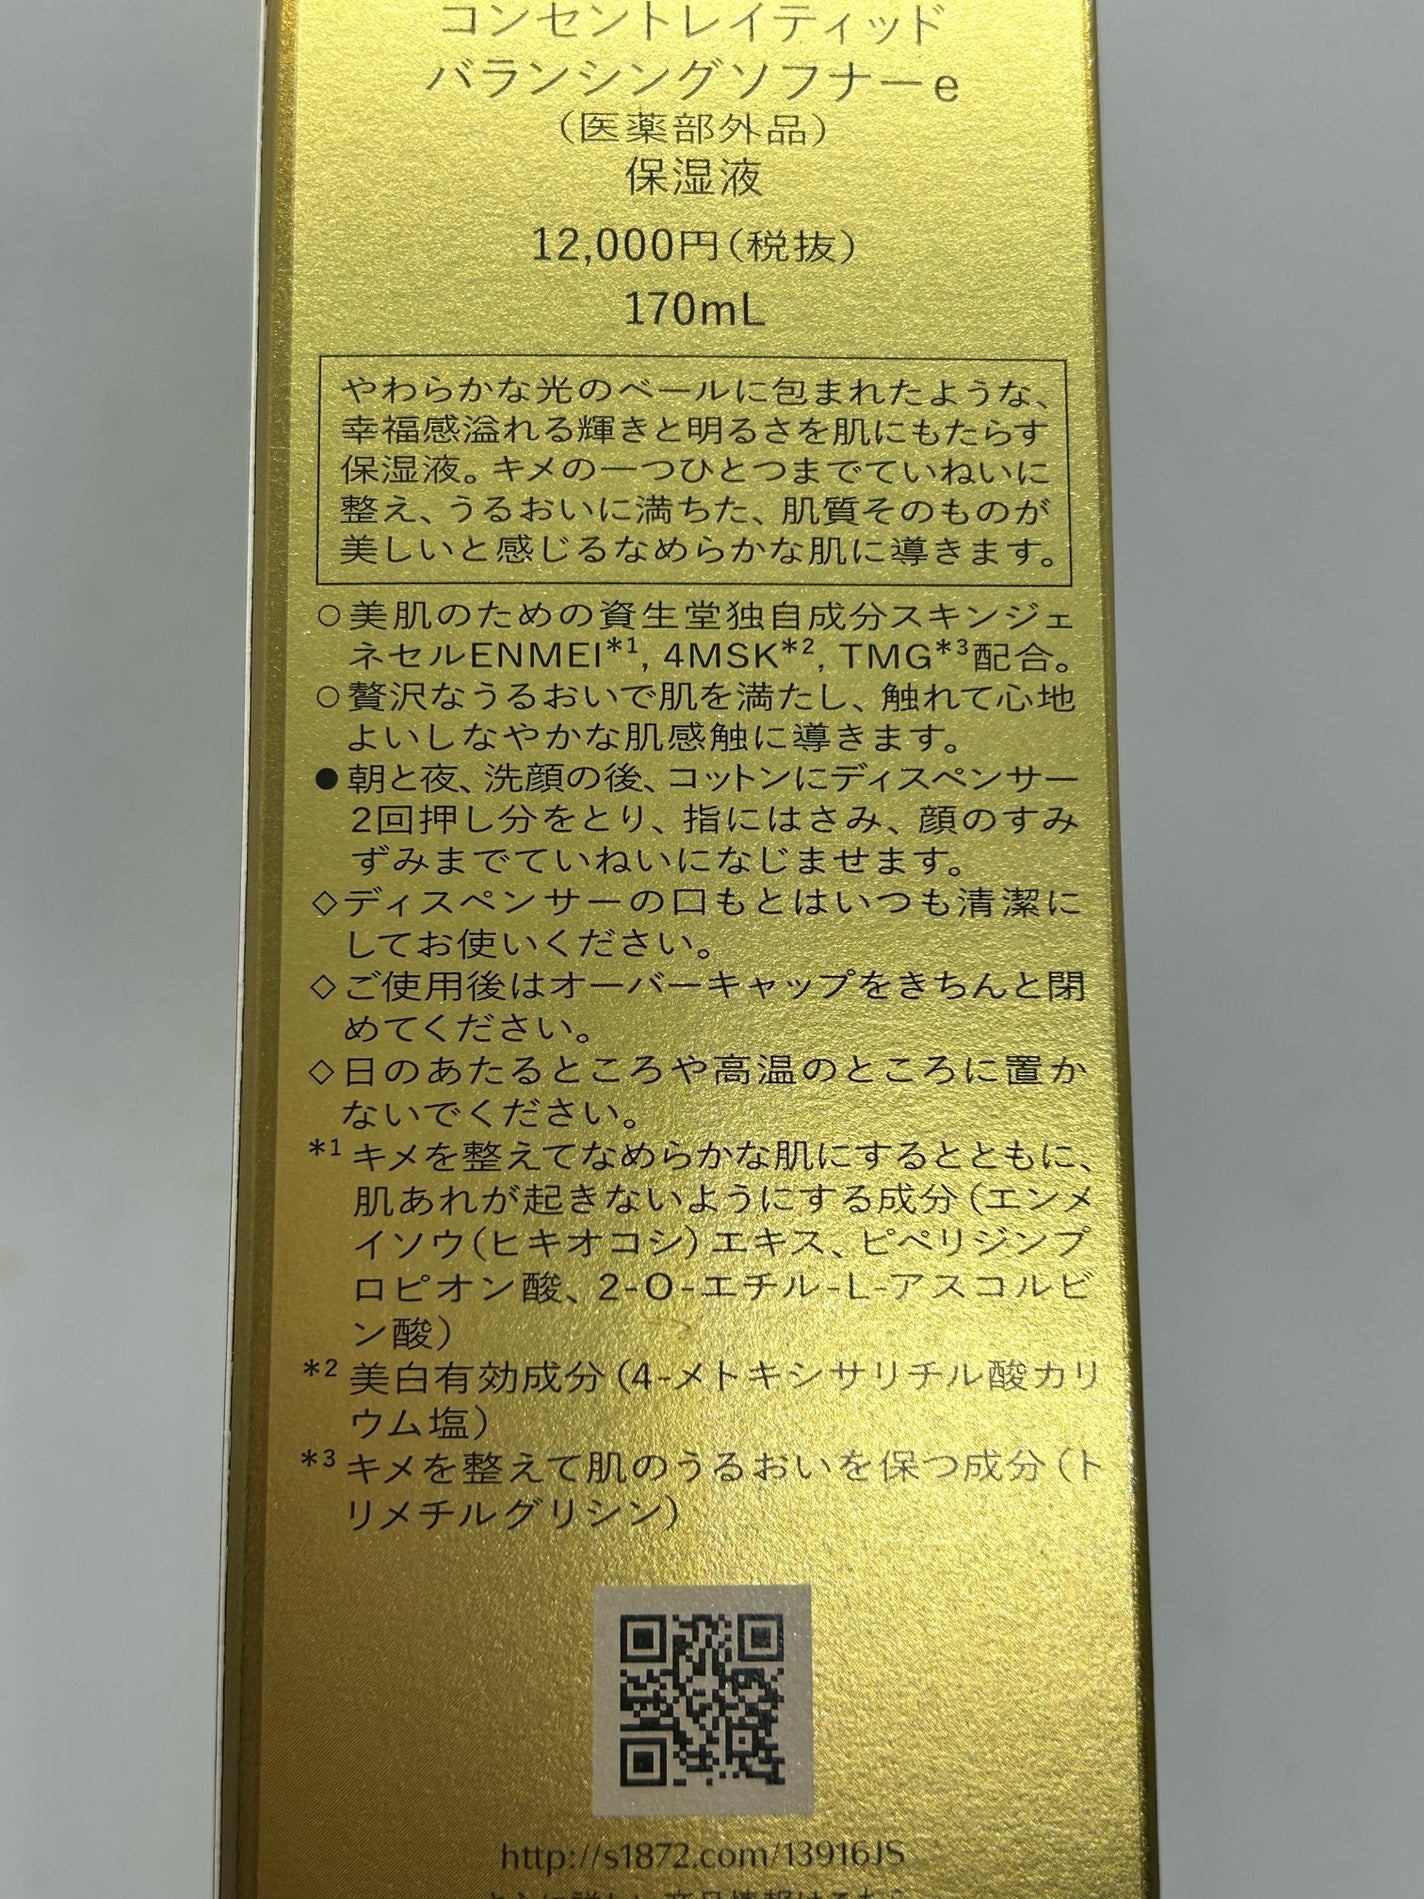 コンセントレイティッド
バランシングソフナーe
（医薬部外品）
保湿液
12,000円（税抜）
170mL
やわらかな光のベールに包まれたような、
幸福感溢れる輝きと明るさを肌にもたらす
保湿液。キメの一つひとつまでていねいに
整え、うるおいに満ちた、肌質そのものが
美しいと感じるなめらかな肌に導きます。
○美肌のための資生堂独自成分スキンジェ
ネセルENMEI*1, 4MSK*2, TMG*3配合。
○贅沢なうるおいで肌を満たし、触れて心地
よいしなやかな肌感触に導きます。
●朝と夜、洗顔の後、コットンにディスペンサー
2回押し分をとり、指にはさみ、顔のすみ
ずみまでていねいになじませます。
◇ディスペンサーの口もとはいつも清潔に
してお使いください。
◇ご使用後はオーバーキャップをきちんと閉
めてください。
◇日のあたるところや高温のところに置か
ないでください。
*1 キメを整えてなめらかな肌にするとともに、
肌あれが起きないようにする成分（エンメ
イソウ（ヒキオコシ）エキス、ピペリジンプ
ロピオン酸、2-O-エチル-L-アスコルビ
ン酸）
*2 美白有効成分（4-メトキシサリチル酸カリ
ウム塩）
*3 キメを整えて肌のうるおいを保つ成分（ト
リメチルグリシン）
http://s1872.com/13916JS